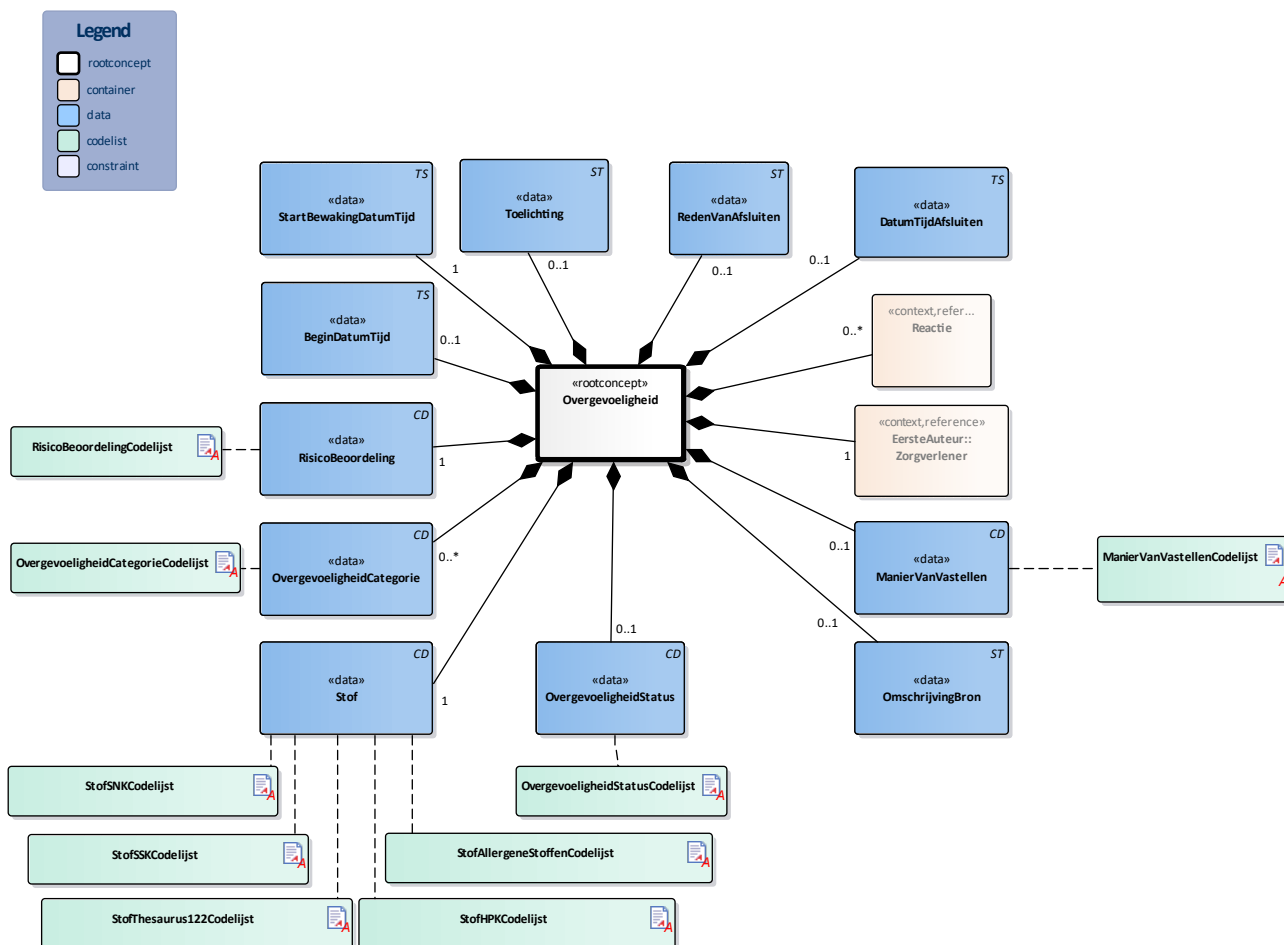 Legend
rootconcept
container
data
codelist
constraint
TS
«data»
StartBewakingDatumTijd
1
ST
«data»
Toelichting
0..1
ST
«data»
RedenVanAfsluiten
0..1
TS
«data»
DatumTijdAfsluiten
0..1
TS
«data»
BeginDatumTijd
0..1
«context,refer...
Reactie
0..*
«rootconcept»
Overgevoeligheid
CD
«data»
RisicoBeoordeling
1
RisicoBeoordelingCodelijst
«context,reference»
EersteAuteur::
Zorgverlener
1
CD
«data»
OvergevoeligheidCategorie
0..*
OvergevoeligheidCategorieCodelijst
CD
«data»
ManierVanVastellen
0..1
ManierVanVastellenCodelijst
CD
«data»
Stof
1
CD
«data»
OvergevoeligheidStatus
0..1
ST
«data»
OmschrijvingBron
0..1
StofSNKCodelijst
OvergevoeligheidStatusCodelijst
StofSSKCodelijst
StofAllergeneStoffenCodelijst
StofThesaurus122Codelijst
StofHPKCodelijst